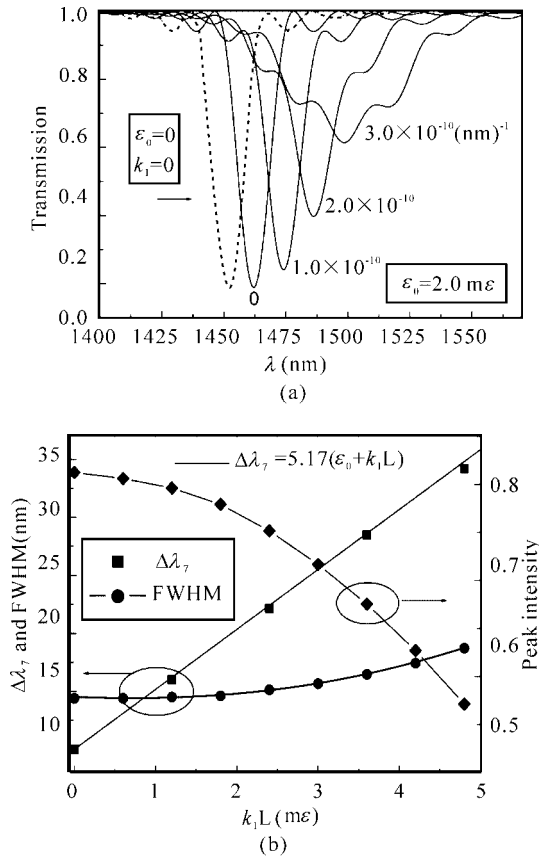 1.0
0.8
0.6
0.4
0.2
0.0
Transmission
ε₀=0
k₁=0
3.0×10⁻¹⁰(nm)⁻¹
2.0×10⁻¹⁰
1.0×10⁻¹⁰
0
ε₀=2.0 mε
1400 1425 1450 1475 1500 1525 1550
λ (nm)
(a)
35
30
25
20
15
10
Δλ₇ and FWHM(nm)
Δλ₇ =5.17(ε₀+k₁L)
Δλ₇
FWHM
0.8
0.7
0.6
0.5
Peak intensity
0 1 2 3 4 5
k₁L (mε)
(b)